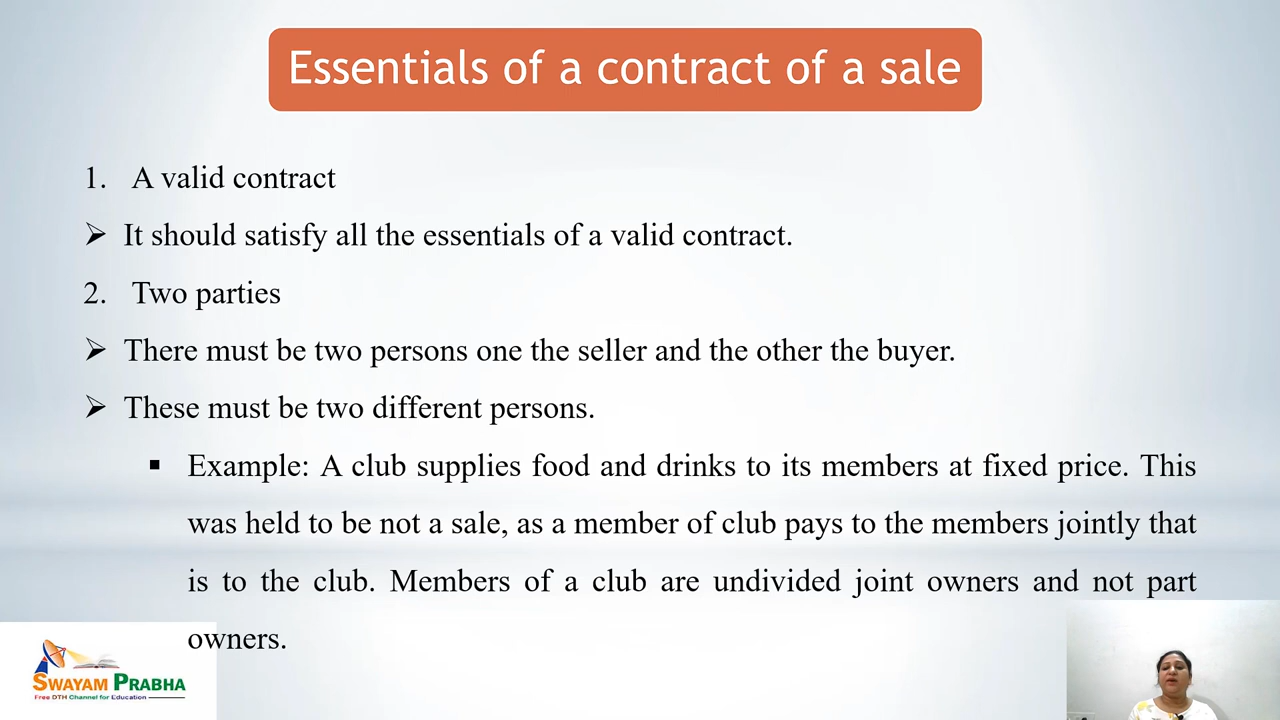 Essentials of a contract of a sale
1. A valid contract
➢ It should satisfy all the essentials of a valid contract.
2. Two parties
➢ There must be two persons one the seller and the other the buyer.
➢ These must be two different persons.
▪ Example: A club supplies food and drinks to its members at fixed price. This
was held to be not a sale, as a member of club pays to the members jointly that
is to the club. Members of a club are undivided joint owners and not part
owners.
SWAYAM PRABHA
Free DTH Channel for Education